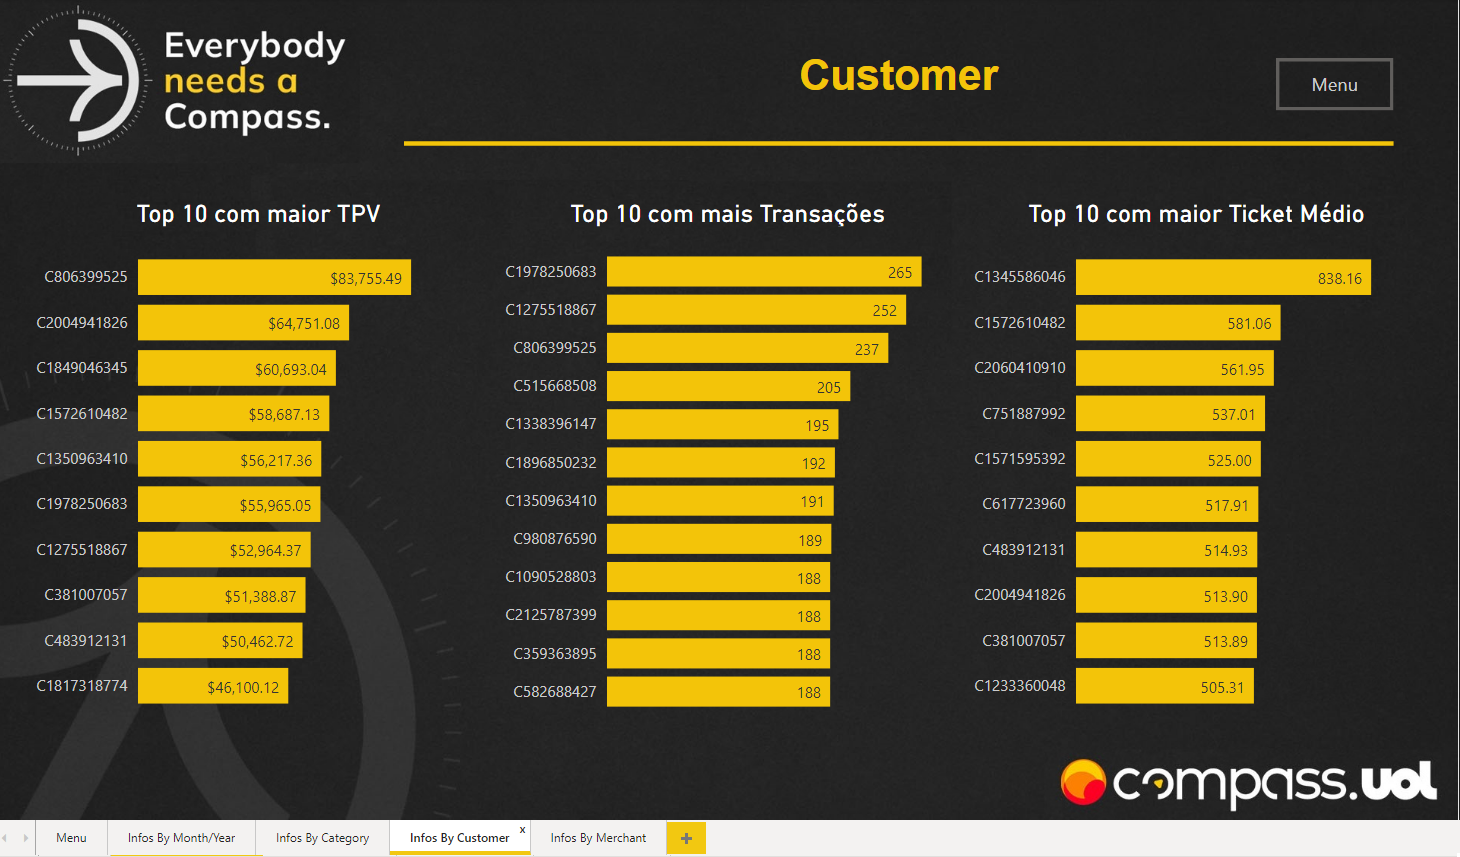 Everybody
needs a
Compass.
Customer
Menu
Top 10 com maior TPV
C806399525 $83,755.49
C2004941826 $64,751.08
C1849046345 $60,693.04
C1572610482 $58,687.13
C1350963410 $56,217.36
C1978250683 $55,965.05
C1275518867 $52,964.37
C381007057 $51,388.87
C483912131 $50,462.72
C1817318774 $46,100.12
Top 10 com mais Transações
C1978250683 265
C1275518867 252
C806399525 237
C515668508 205
C1338396147 195
C1896850232 192
C1350963410 191
C980876590 189
C1090528803 188
C2125787399 188
C359363895 188
C582688427 188
Top 10 com maior Ticket Médio
C1345586046 838.16
C1572610482 581.06
C2060410910 561.95
C751887992 537.01
C1571595392 525.00
C617723960 517.91
C483912131 514.93
C2004941826 513.90
C381007057 513.89
C1233360048 505.31
compass.uol
Menu Infos By Month/Year Infos By Category Infos By Customer x Infos By Merchant +